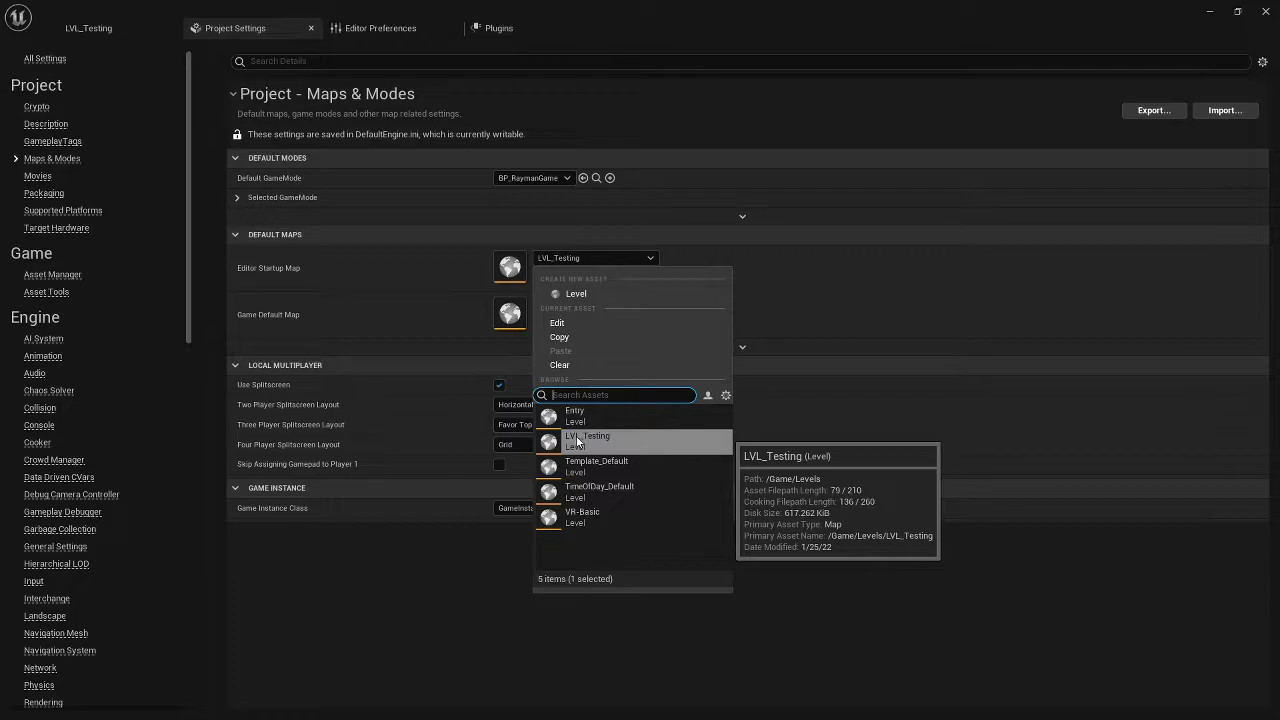 LVL_Testing
Project Settings
Editor Preferences
Plugins
All Settings
Project
Crypto
Description
GameplayTags
Maps & Modes
Movies
Packaging
Supported Platforms
Target Hardware
Game
Asset Manager
Asset Tools
Engine
AI System
Animation
Audio
Chaos Solver
Collision
Console
Cooker
Crowd Manager
Data Driven CVars
Debug Camera Controller
Gameplay Debugger
Garbage Collection
General Settings
Hierarchical LOD
Input
Interchange
Landscape
Navigation Mesh
Navigation System
Network
Physics
Rendering
Search Details
Project - Maps & Modes
Default maps, game modes and other map related settings.
Export...
Import...
These settings are saved in DefaultEngine.ini, which is currently writable.
DEFAULT MODES
Default GameMode
BP_RaymanGame
Selected GameMode
DEFAULT MAPS
Editor Startup Map
LVL_Testing
Game Default Map
LOCAL MULTIPLAYER
Use Splitscreen
Two Player Splitscreen Layout
Horizontal
Three Player Splitscreen Layout
Favor Top
Four Player Splitscreen Layout
Grid
Skip Assigning Gamepad to Player 1
GAME INSTANCE
Game Instance Class
GameInsta
CREATE NEW ASSET
Level
CURRENT ASSET
Edit
Copy
Paste
Clear
BROWSE
Search Assets
Entry
Level
LVL_Testing
Level
Template_Default
Level
TimeOfDay_Default
Level
VR-Basic
Level
5 items (1 selected)
LVL_Testing (Level)
Path: /Game/Levels
Asset Filepath Length: 79 / 210
Cooking Filepath Length: 136 / 260
Disk Size: 617.262 KiB
Primary Asset Type: Map
Primary Asset Name: /Game/Levels/LVL_Testing
Date Modified: 1/25/22